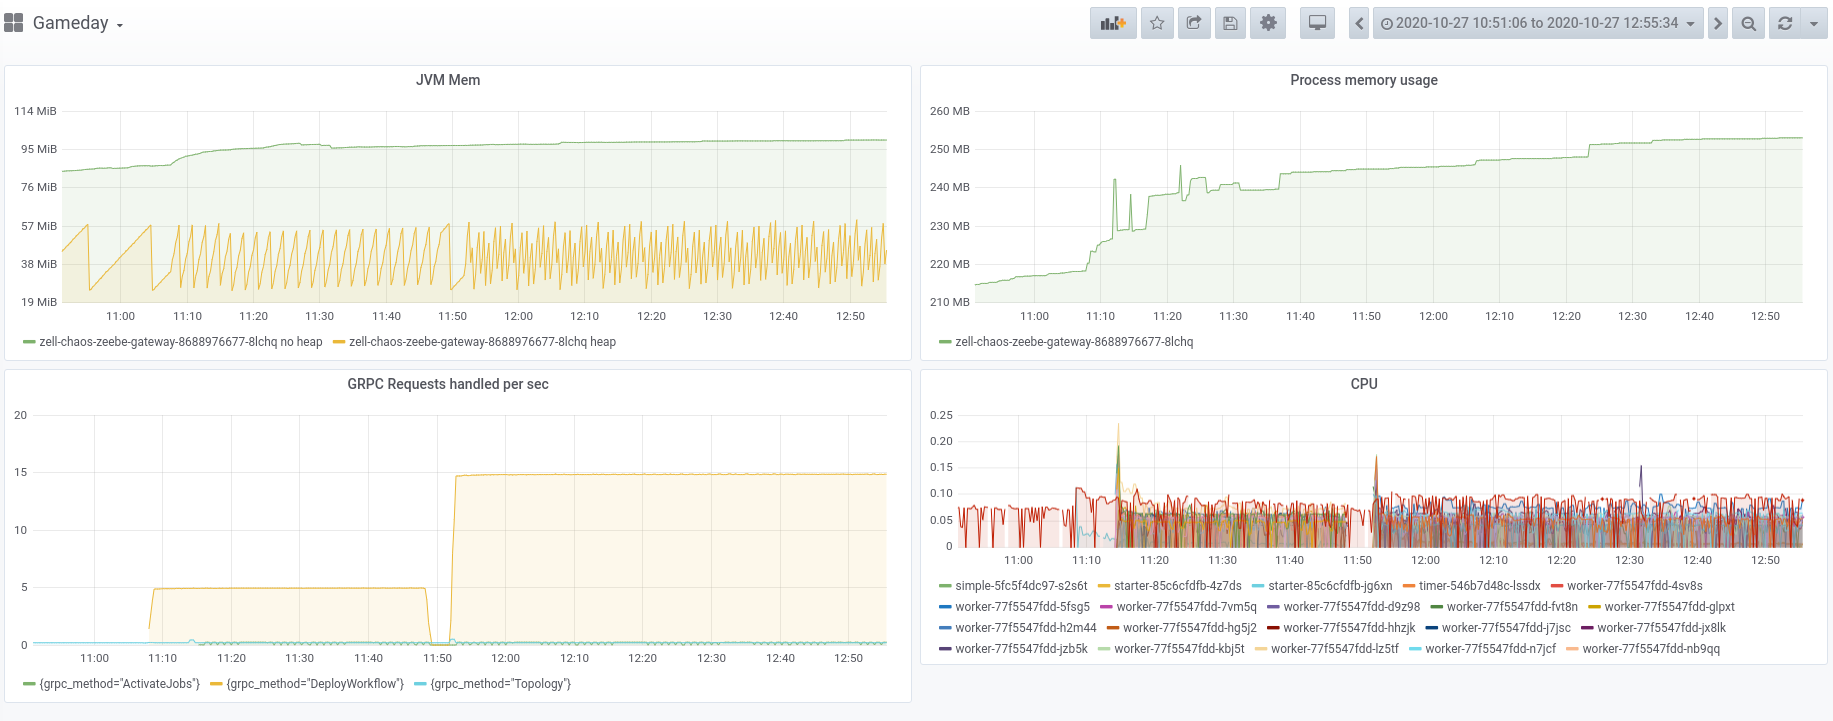 Gameday
2020-10-27 10:51:06 to 2020-10-27 12:55:34
JVM Mem
114 MiB
95 MiB
76 MiB
57 MiB
38 MiB
19 MiB
11:00 11:10 11:20 11:30 11:40 11:50 12:00 12:10 12:20 12:30 12:40 12:50
zell-chaos-zeebe-gateway-8688976677-8lchq no heap zell-chaos-zeebe-gateway-8688976677-8lchq heap
Process memory usage
260 MB
250 MB
240 MB
230 MB
220 MB
210 MB
11:00 11:10 11:20 11:30 11:40 11:50 12:00 12:10 12:20 12:30 12:40 12:50
zell-chaos-zeebe-gateway-8688976677-8lchq
GRPC Requests handled per sec
20
15
10
5
0
11:00 11:10 11:20 11:30 11:40 11:50 12:00 12:10 12:20 12:30 12:40 12:50
{grpc_method="ActivateJobs"} {grpc_method="DeployWorkflow"} {grpc_method="Topology"}
CPU
0.25
0.20
0.15
0.10
0.05
0
11:00 11:10 11:20 11:30 11:40 11:50 12:00 12:10 12:20 12:30 12:40 12:50
simple-5fc5f4dc97-s2s6t starter-85c6cfdfb-4z7ds starter-85c6cfdfb-jg6xn timer-546b7d48c-lssdx worker-77f5547fdd-4sv8s
worker-77f5547fdd-5fsg5 worker-77f5547fdd-7vm5q worker-77f5547fdd-d9z98 worker-77f5547fdd-fvt8n worker-77f5547fdd-glpxt
worker-77f5547fdd-h2m44 worker-77f5547fdd-hg5j2 worker-77f5547fdd-hhzjk worker-77f5547fdd-j7jsc worker-77f5547fdd-jx8lk
worker-77f5547fdd-jzb5k worker-77f5547fdd-kbj5t worker-77f5547fdd-lz5tf worker-77f5547fdd-n7jcf worker-77f5547fdd-nb9qq